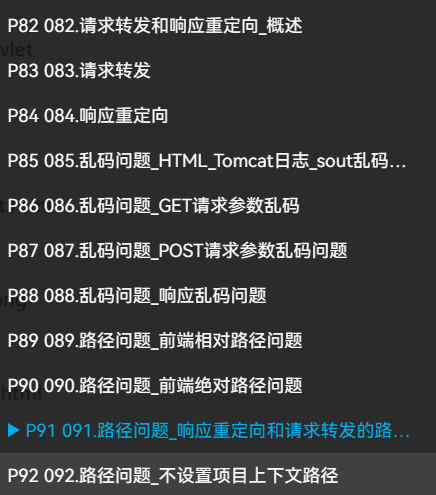 P82 082.请求转发和响应重定向_概述
P83 083.请求转发
P84 084.响应重定向
P85 085.乱码问题_HTML_Tomcat日志_sout乱码...
P86 086.乱码问题_GET请求参数乱码
P87 087.乱码问题_POST请求参数乱码问题
P88 088.乱码问题_响应乱码问题
P89 089.路径问题_前端相对路径问题
P90 090.路径问题_前端绝对路径问题
P91 091.路径问题_响应重定向和请求转发的路...
P92 092.路径问题_不设置项目上下文路径